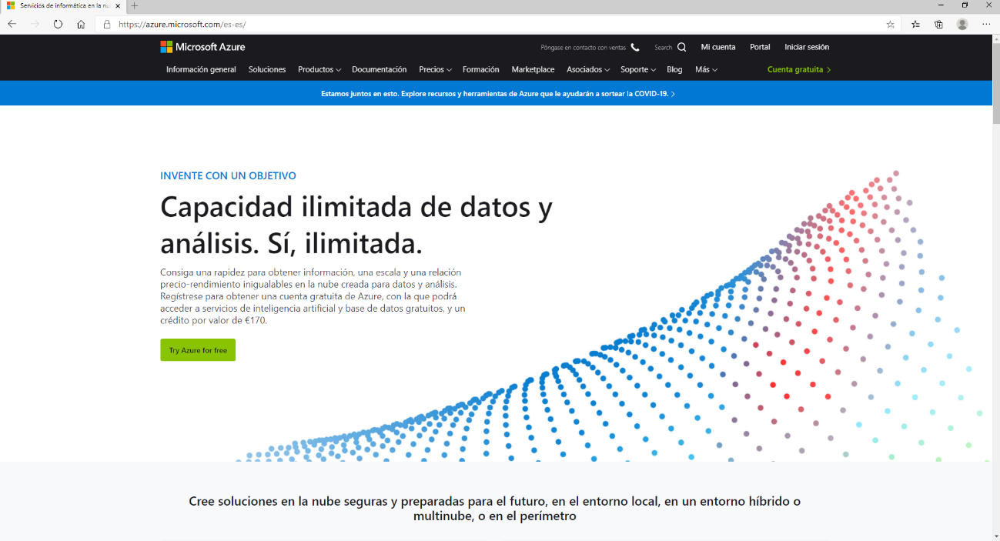 Servicios de informática en la nu
https://azure.microsoft.com/es-es/
Microsoft Azure
Póngase en contacto con ventas
Search
Mi cuenta
Portal
Iniciar sesión
Información general
Soluciones
Productos
Documentación
Precios
Formación
Marketplace
Asociados
Soporte
Blog
Más
Cuenta gratuita
Estamos juntos en esto. Explore recursos y herramientas de Azure que le ayudarán a sortear la COVID-19.
INVENTE CON UN OBJETIVO
Capacidad ilimitada de datos y
análisis. Sí, ilimitada.
Consiga una rapidez para obtener información, una escala y una relación
precio-rendimiento inigualables en la nube creada para datos y análisis.
Regístrese para obtener una cuenta gratuita de Azure, con la que podrá
acceder a servicios de inteligencia artificial y base de datos gratuitos, y un
crédito por valor de €170.
Try Azure for free
Cree soluciones en la nube seguras y preparadas para el futuro, en el entorno local, en un entorno híbrido o
multinube, o en el perímetro